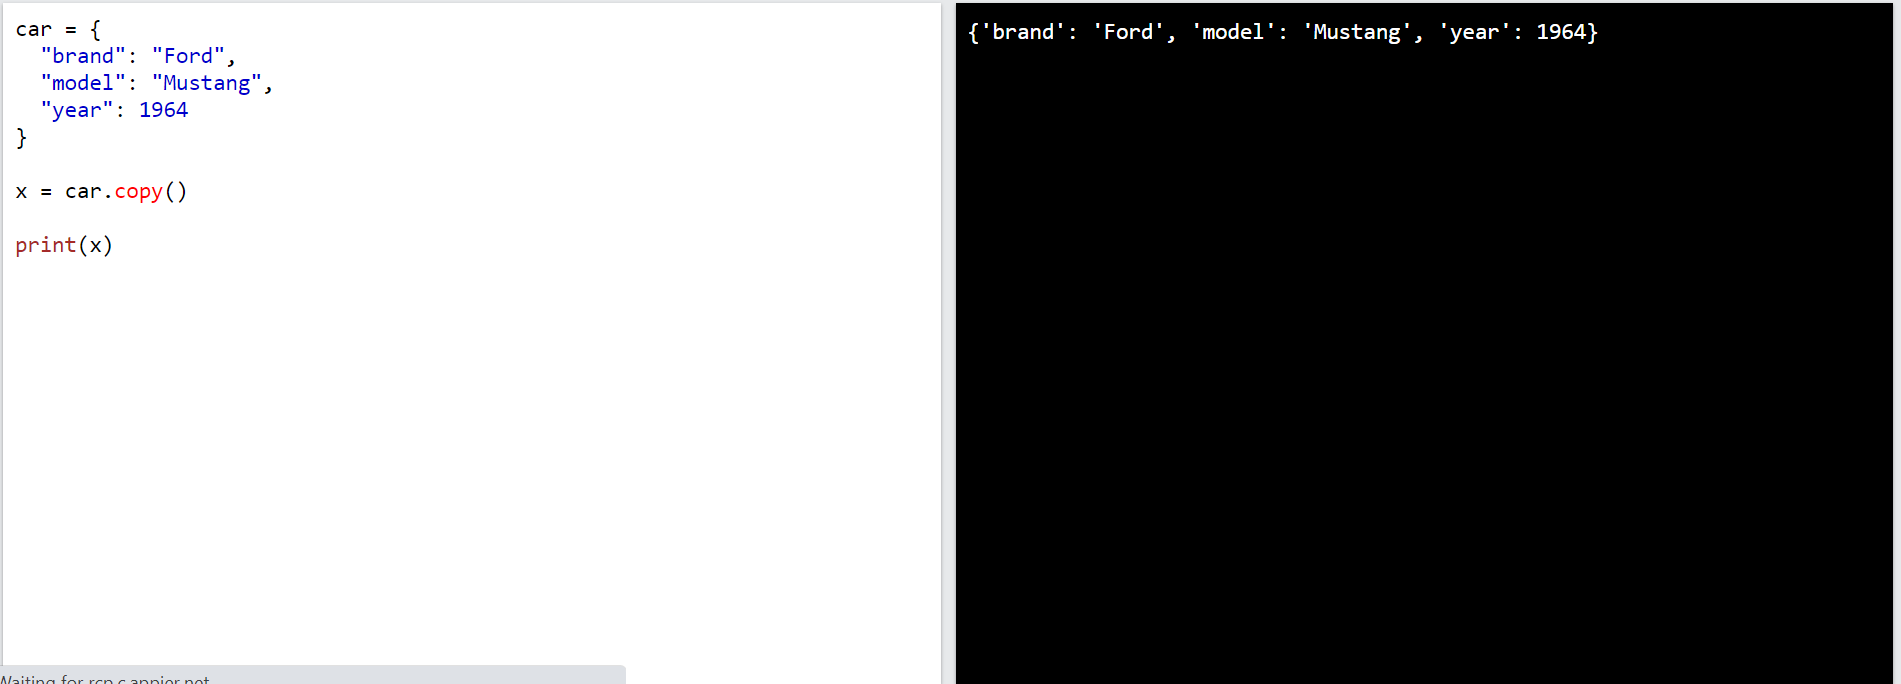 car = {
  "brand": "Ford",
  "model": "Mustang",
  "year": 1964
}
x = car.copy()
print(x)
{'brand': 'Ford', 'model': 'Mustang', 'year': 1964}
Waiting for rcp.c.appier.net